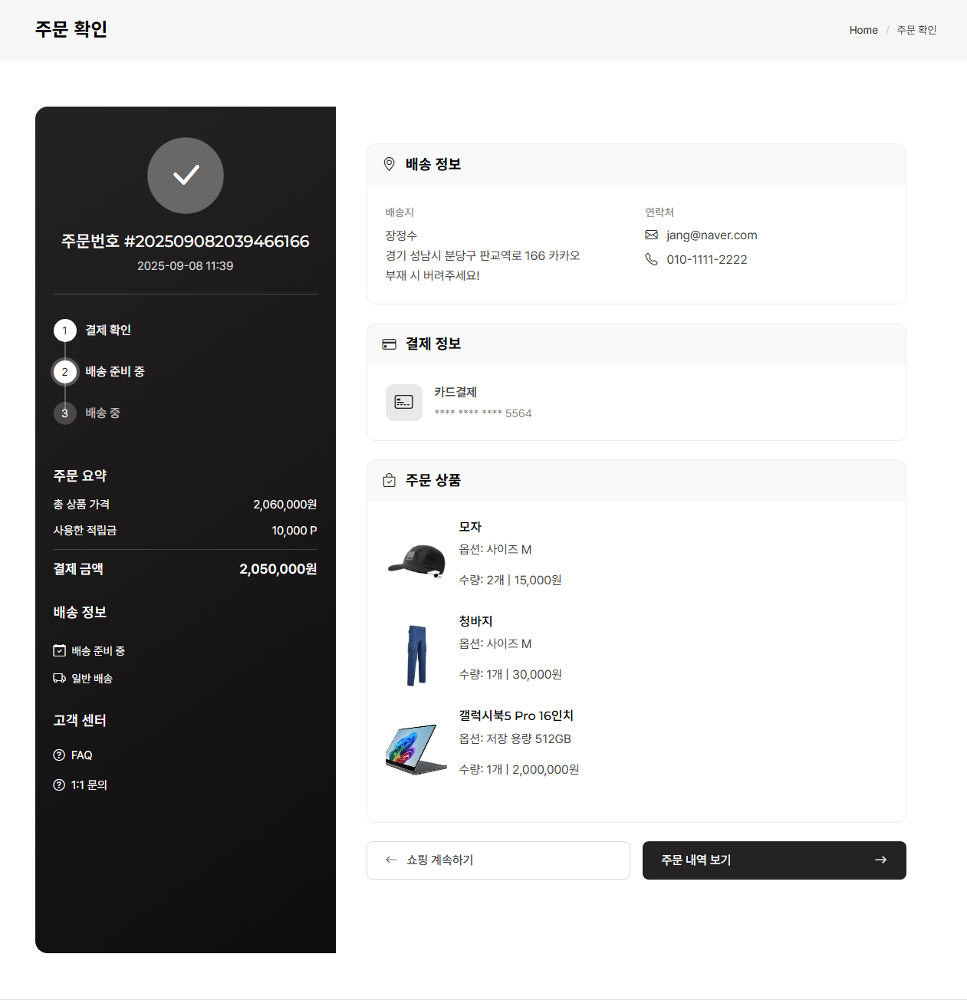 주문 확인
Home / 주문 확인
주문번호 #202509082039466166
2025-09-08 11:39
1 결제 확인
2 배송 준비 중
3 배송 중
주문 요약
총 상품 가격 2,060,000원
사용한 적립금 10,000 P
결제 금액 2,050,000원
배송 정보
배송 준비 중
일반 배송
고객 센터
FAQ
1:1 문의
배송 정보
배송지
장정수
경기 성남시 분당구 판교역로 166 카카오
부재 시 버려주세요!
연락처
jang@naver.com
010-1111-2222
결제 정보
카드결제
**** **** **** 5564
주문 상품
모자
옵션: 사이즈 M
수량: 2개 | 15,000원
청바지
옵션: 사이즈 M
수량: 1개 | 30,000원
갤럭시북5 Pro 16인치
옵션: 저장 용량 512GB
수량: 1개 | 2,000,000원
← 쇼핑 계속하기
주문 내역 보기 →